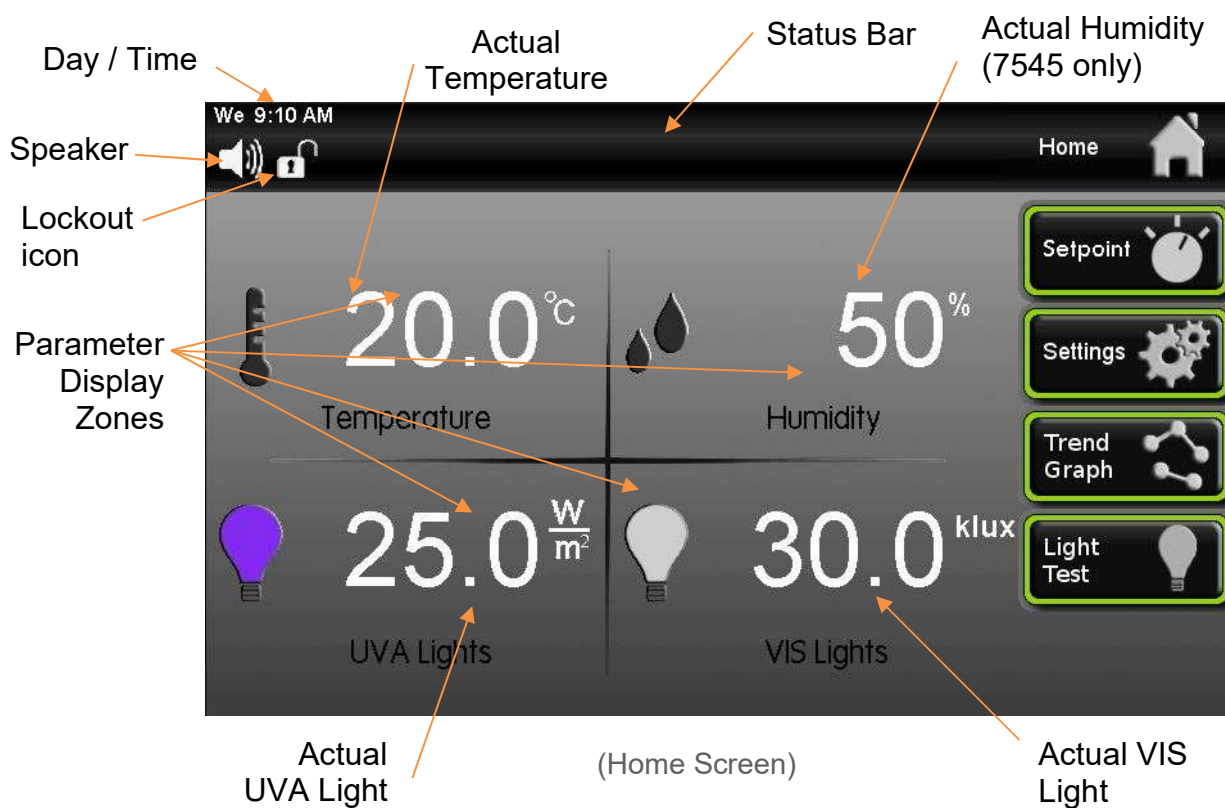 Day / Time
Actual
Temperature
Status Bar
Actual Humidity
(7545 only)
We 9:10 AM
Speaker
Home
Lockout
icon
Setpoint
20.0°C
50%
Settings
Parameter
Display
Zones
Temperature
Humidity
Trend
Graph
25.0 W/m²
30.0 klux
Light
Test
UVA Lights
VIS Lights
Actual
UVA Light
(Home Screen)
Actual VIS
Light